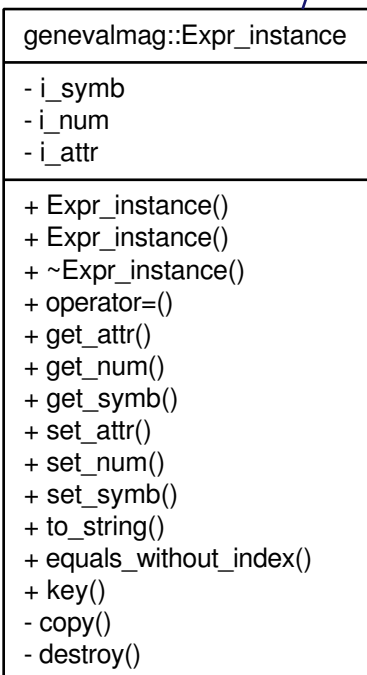 genevalmag::Expr_instance
- i_symb
- i_num
- i_attr
+ Expr_instance()
+ Expr_instance()
+ ~Expr_instance()
+ operator=()
+ get_attr()
+ get_num()
+ get_symb()
+ set_attr()
+ set_num()
+ set_symb()
+ to_string()
+ equals_without_index()
+ key()
- copy()
- destroy()